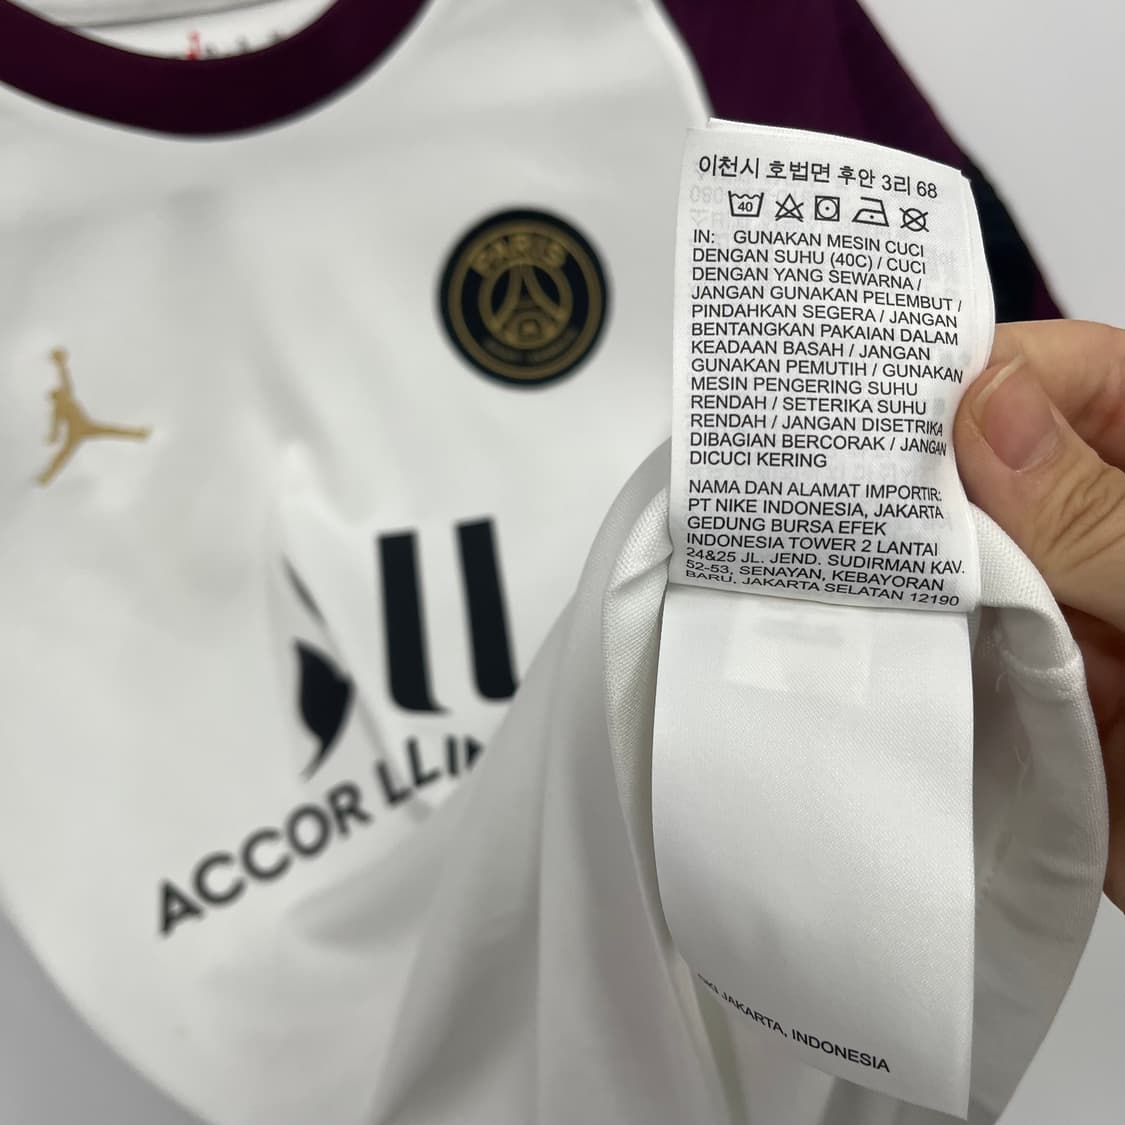 이천시 호법면 후안 3리 68
40
IN: GUNAKAN MESIN CUCI
DENGAN SUHU (40C) / CUCI
DENGAN YANG SEWARNA /
JANGAN GUNAKAN PELEMBUT /
PINDAHKAN SEGERA / JANGAN
BENTANGKAN PAKAIAN DALAM
KEADAAN BASAH / JANGAN
GUNAKAN PEMUTIH / GUNAKAN
MESIN PENGERING SUHU
RENDAH / SETERIKA SUHU
RENDAH / JANGAN DISETRIKA
DIBAGIAN BERCORAK / JANGAN
DICUCI KERING
NAMA DAN ALAMAT IMPORTIR:
PT NIKE INDONESIA, JAKARTA
GEDUNG BURSA EFEK
INDONESIA TOWER 2 LANTAI
24&25 JL. JEND. SUDIRMAN KAV.
52-53, SENAYAN, KEBAYORAN
BARU. JAKARTA SELATAN 12190
JAKARTA, INDONESIA
PARIS
ALL
ACCOR